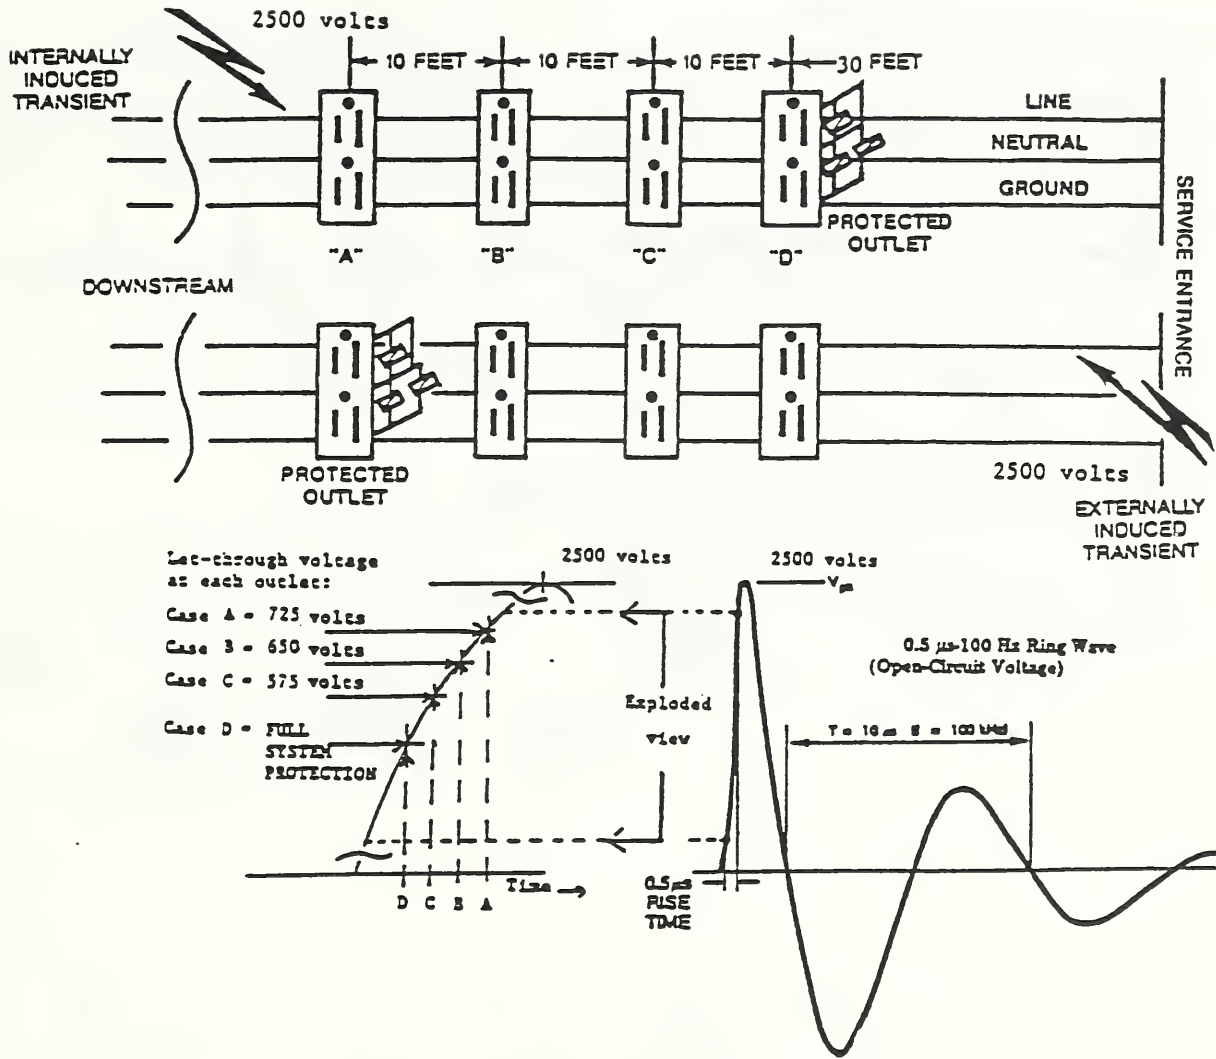 2500 volts
INTERNALLY
INDUCED
TRANSIENT
10 FEET
10 FEET
10 FEET
30 FEET
LINE
NEUTRAL
GROUND
PROTECTED
OUTLET
"A"
"B"
"C"
"D"
SERVICE ENTRANCE
DOWNSTREAM
PROTECTED
OUTLET
2500 volts
EXTERNALLY
INDUCED
TRANSIENT
Let-through voltage
at each outlet:
Case A = 725 volts
Case B = 650 volts
Case C = 575 volts
Case D = FULL
SYSTEM
PROTECTION
2500 volts
Exploded
view
D C B A
Time
2500 volts
0.5 µs-100 Hz Ring Wave
(Open-Circuit Voltage)
0.5 µs
RISE
TIME